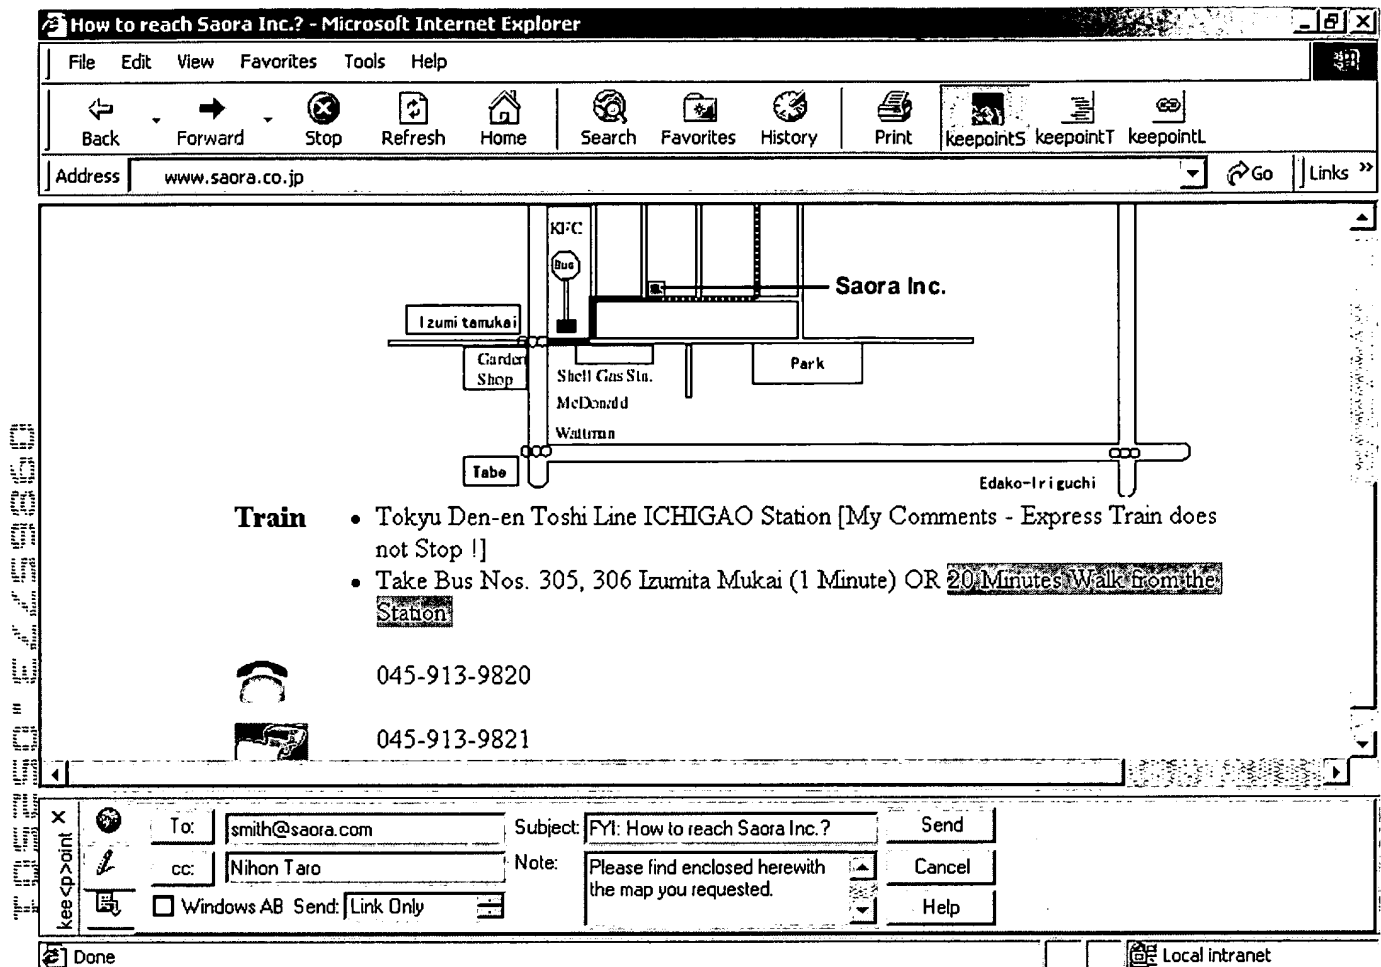 How to reach Saora Inc.? - Microsoft Internet Explorer
File Edit View Favorites Tools Help
Back Forward Stop Refresh Home Search Favorites History Print keepointS keepointT keepointL
Address www.saora.co.jp Go Links »
KFC
Bus
Saora Inc.
Izumi tamukai
Garden
Shop
Shell Gas Stn.
Park
McDonald
Wattman
Tabe
Edako-Iriguchi
Train • Tokyu Den-en Toshi Line ICHIGAO Station [My Comments - Express Train does
not Stop !]
• Take Bus Nos. 305, 306 Izumita Mukai (1 Minute) OR 20 Minutes Walk from the
Station
045-913-9820
045-913-9821
kee<p>oint
To: smith@saora.com Subject: FYI: How to reach Saora Inc.? Send
cc: Nihon Taro Note: Please find enclosed herewith Cancel
the map you requested.
Windows AB Send: Link Only Help
Done Local intranet